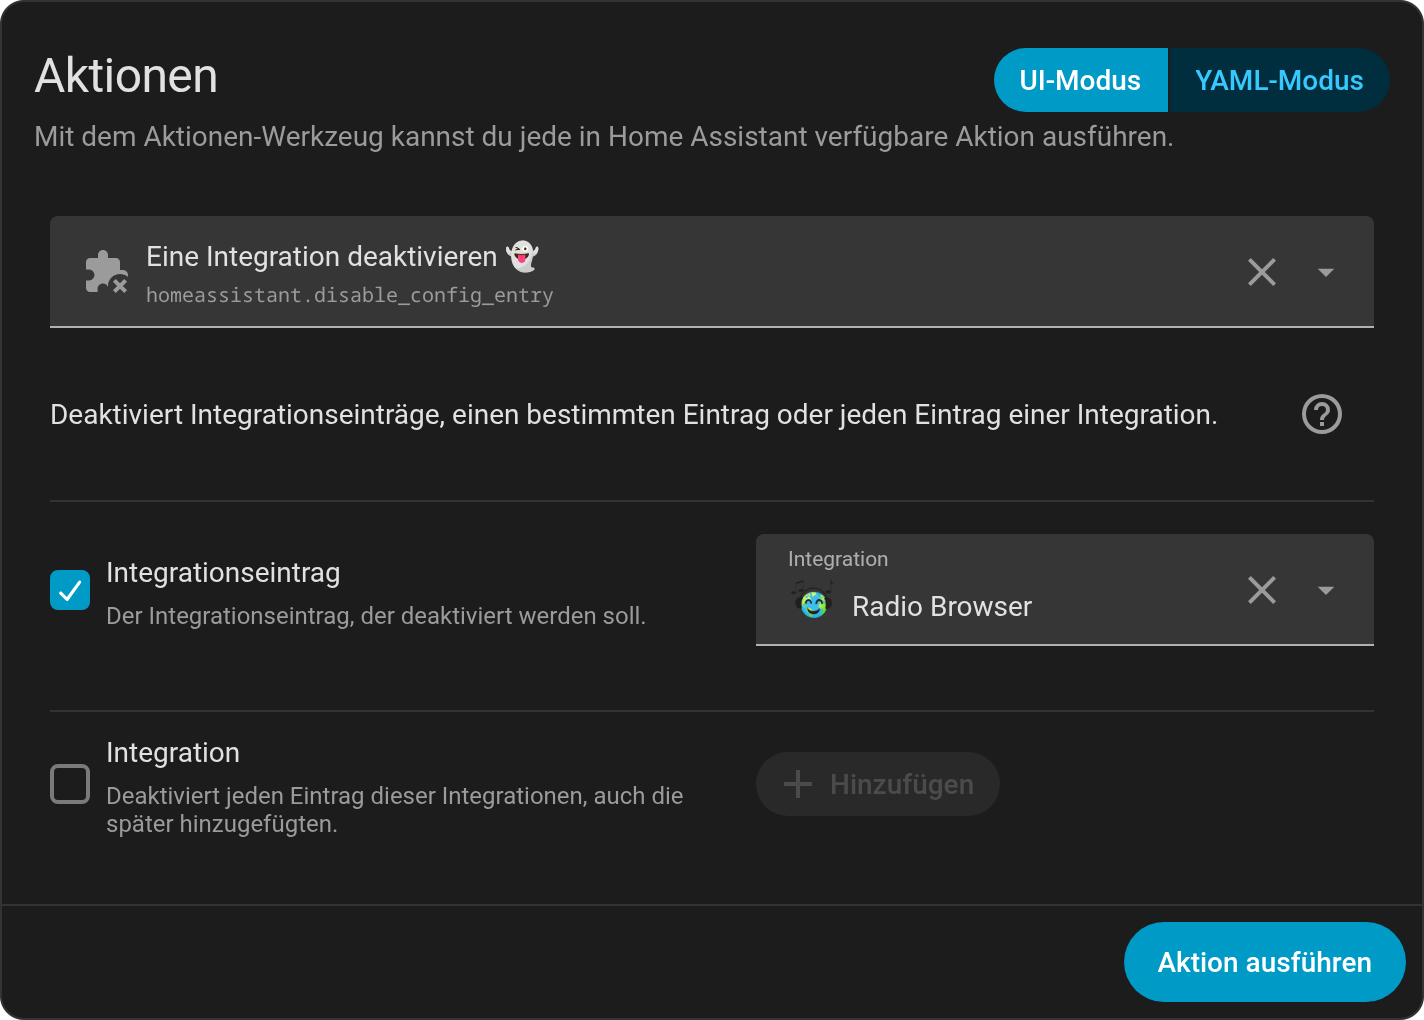 Aktionen
UI-Modus
YAML-Modus
Mit dem Aktionen-Werkzeug kannst du jede in Home Assistant verfügbare Aktion ausführen.
Eine Integration deaktivieren 👻
homeassistant.disable_config_entry
Deaktiviert Integrationseinträge, einen bestimmten Eintrag oder jeden Eintrag einer Integration.
Integrationseintrag
Der Integrationseintrag, der deaktiviert werden soll.
Integration
Radio Browser
Integration
Deaktiviert jeden Eintrag dieser Integrationen, auch die
später hinzugefügten.
Hinzufügen
Aktion ausführen